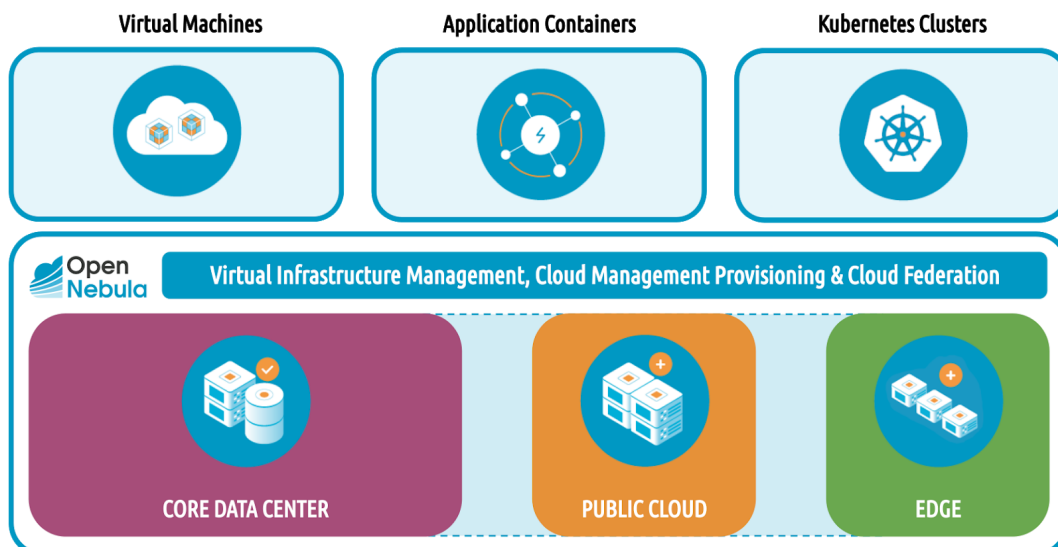 Virtual Machines
Application Containers
Kubernetes Clusters
Open
Nebula
Virtual Infrastructure Management, Cloud Management Provisioning & Cloud Federation
CORE DATA CENTER
PUBLIC CLOUD
EDGE